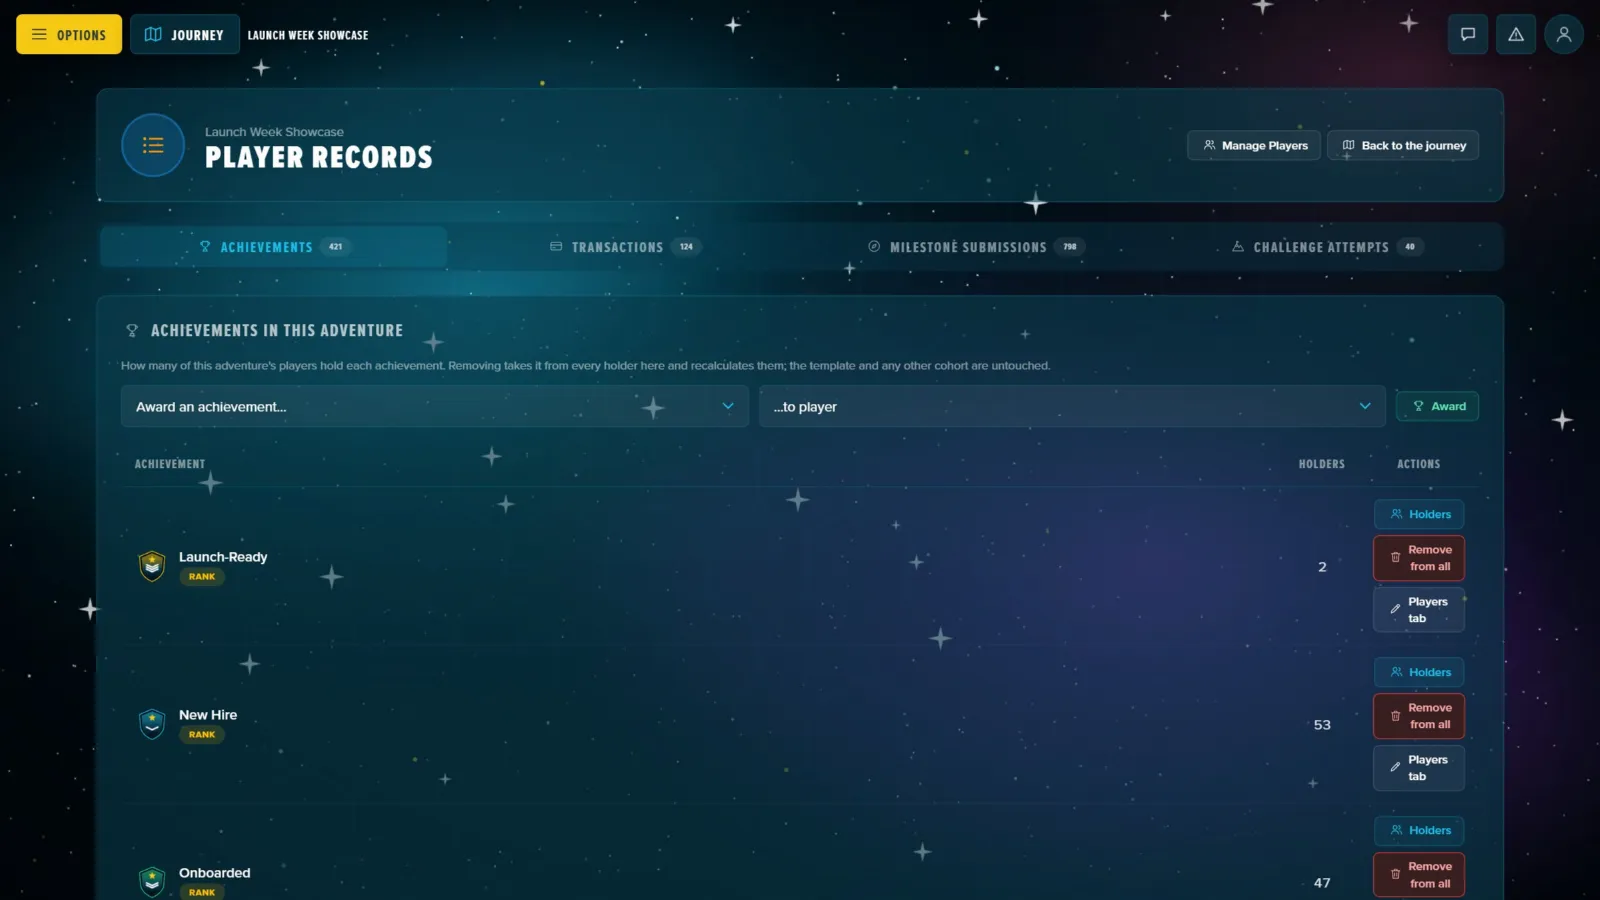 OPTIONS
JOURNEY
LAUNCH WEEK SHOWCASE
Launch Week Showcase
PLAYER RECORDS
Manage Players
Back to the journey
ACHIEVEMENTS 421
TRANSACTIONS 124
MILESTONE SUBMISSIONS 798
CHALLENGE ATTEMPTS 40
ACHIEVEMENTS IN THIS ADVENTURE
How many of this adventure's players hold each achievement. Removing takes it from every holder here and recalculates them; the template and any other cohort are untouched.
Award an achievement...
...to player
Award
ACHIEVEMENT
HOLDERS
ACTIONS
Launch-Ready
RANK
2
Holders
Remove
from all
Players
tab
New Hire
RANK
53
Holders
Remove
from all
Players
tab
Onboarded
RANK
47
Holders
Remove
from all